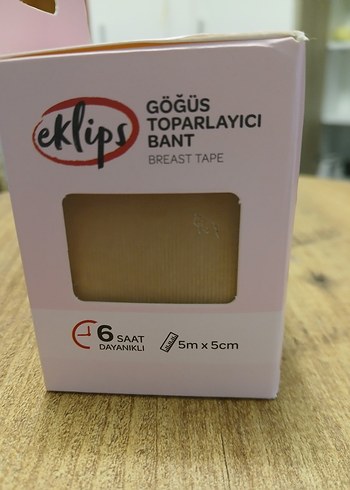 eklips
GÖĞÜS
TOPARLAYICI
BANT
BREAST TAPE
6 SAAT
DAYANIKLI
5m x 5cm